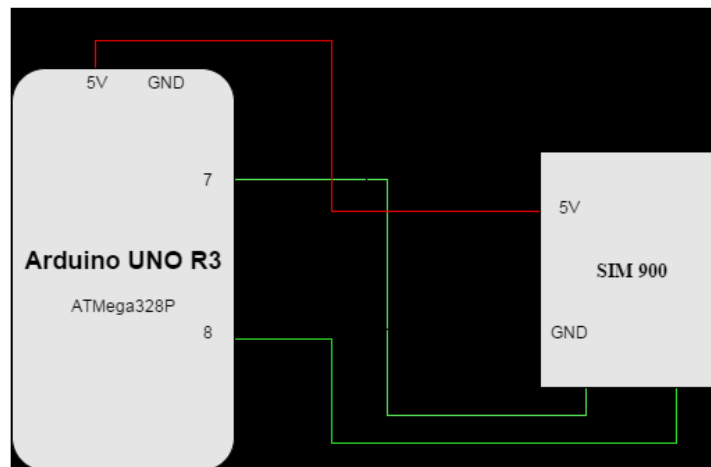 5V GND
7
Arduino UNO R3
ATMega328P
8
5V
SIM 900
GND